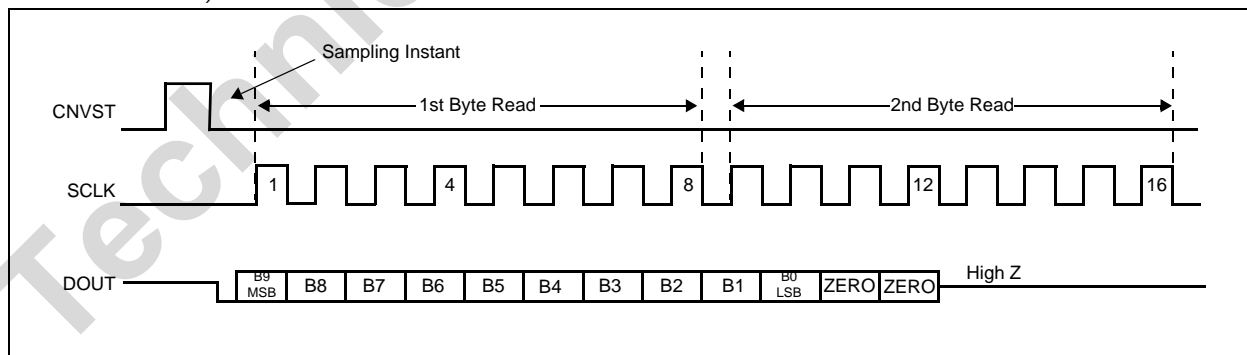 Sampling Instant
CNVST
1st Byte Read
2nd Byte Read
SCLK
1
4
8
12
16
DOUT
B9
MSB
B8
B7
B6
B5
B4
B3
B2
B1
B0
LSB
ZERO
ZERO
High Z